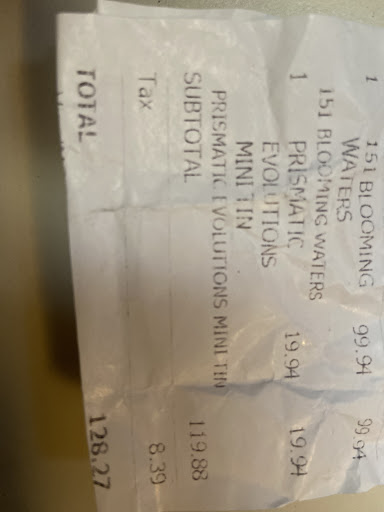 1 151 BLOOMING 99.94 99.94
WATERS
151 BLOOMING WATERS
1 PRISMATIC 19.94 19.94
EVOLUTIONS
MINI TIN
PRISMATIC EVOLUTIONS MINI TIN
SUBTOTAL 119.88
Tax 8.39
TOTAL 128.27